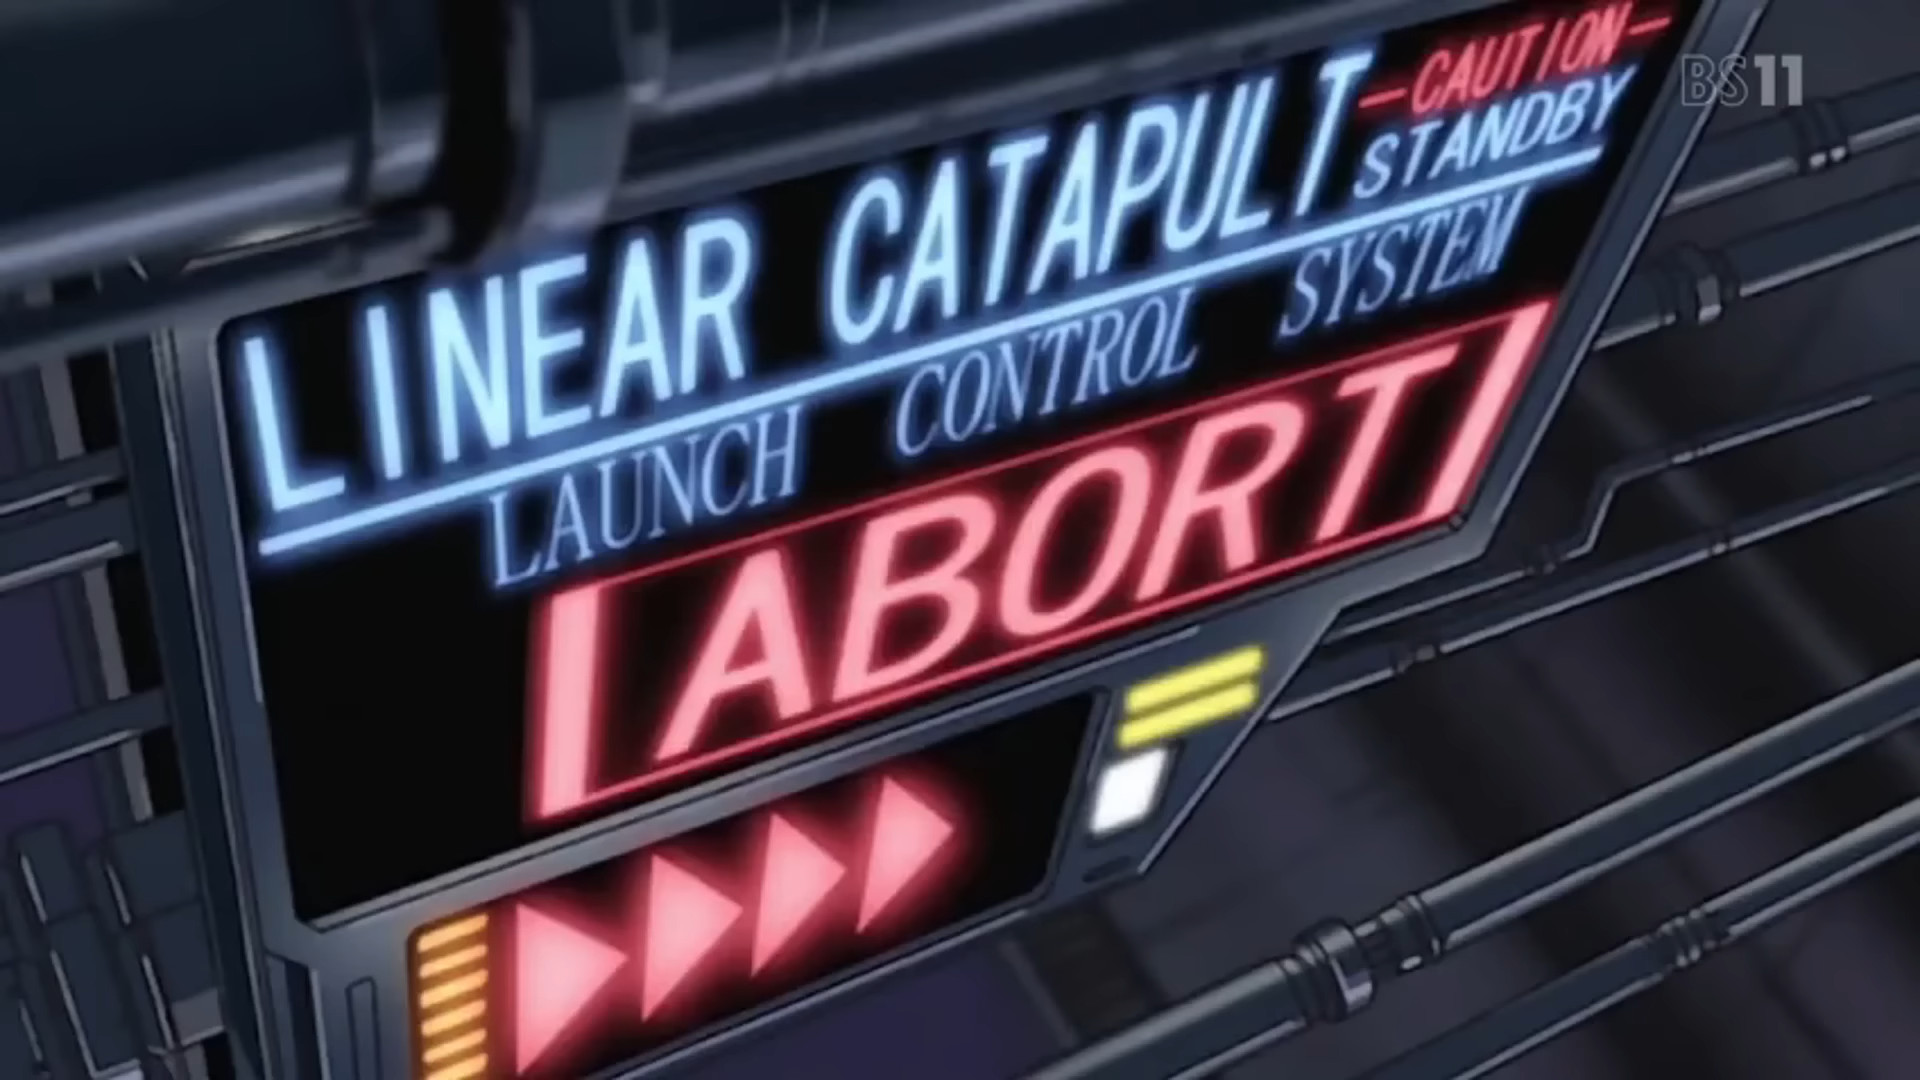 -CAUTION-
LINEAR CATAPULT STANDBY
LAUNCH CONTROL SYSTEM
ABORT
BS11